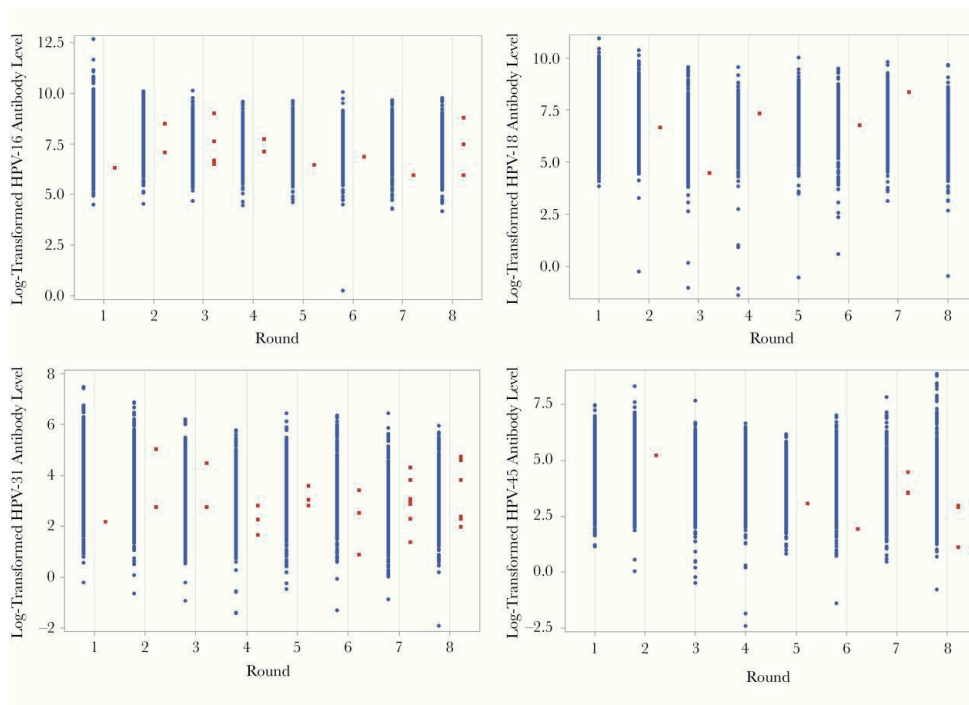 Log-Transformed HPV-16 Antibody Level
12.5
10.0
7.5
5.0
2.5
0.0
1 2 3 4 5 6 7 8
Round
Log-Transformed HPV-18 Antibody Level
10.0
7.5
5.0
2.5
0.0
1 2 3 4 5 6 7 8
Round
Log-Transformed HPV-31 Antibody Level
8
6
4
2
0
−2
1 2 3 4 5 6 7 8
Round
Log-Transformed HPV-45 Antibody Level
7.5
5.0
2.5
0.0
−2.5
1 2 3 4 5 6 7 8
Round